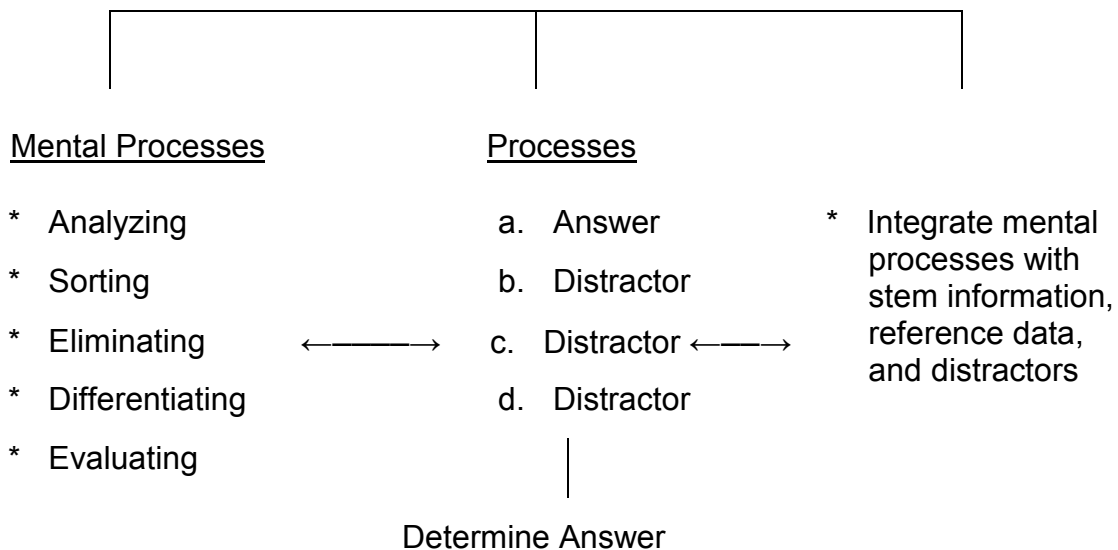 Mental Processes
* Analyzing
* Sorting
* Eliminating
* Differentiating
* Evaluating
Processes
a. Answer
b. Distractor
c. Distractor
d. Distractor
* Integrate mental
processes with
stem information,
reference data,
and distractors
Determine Answer